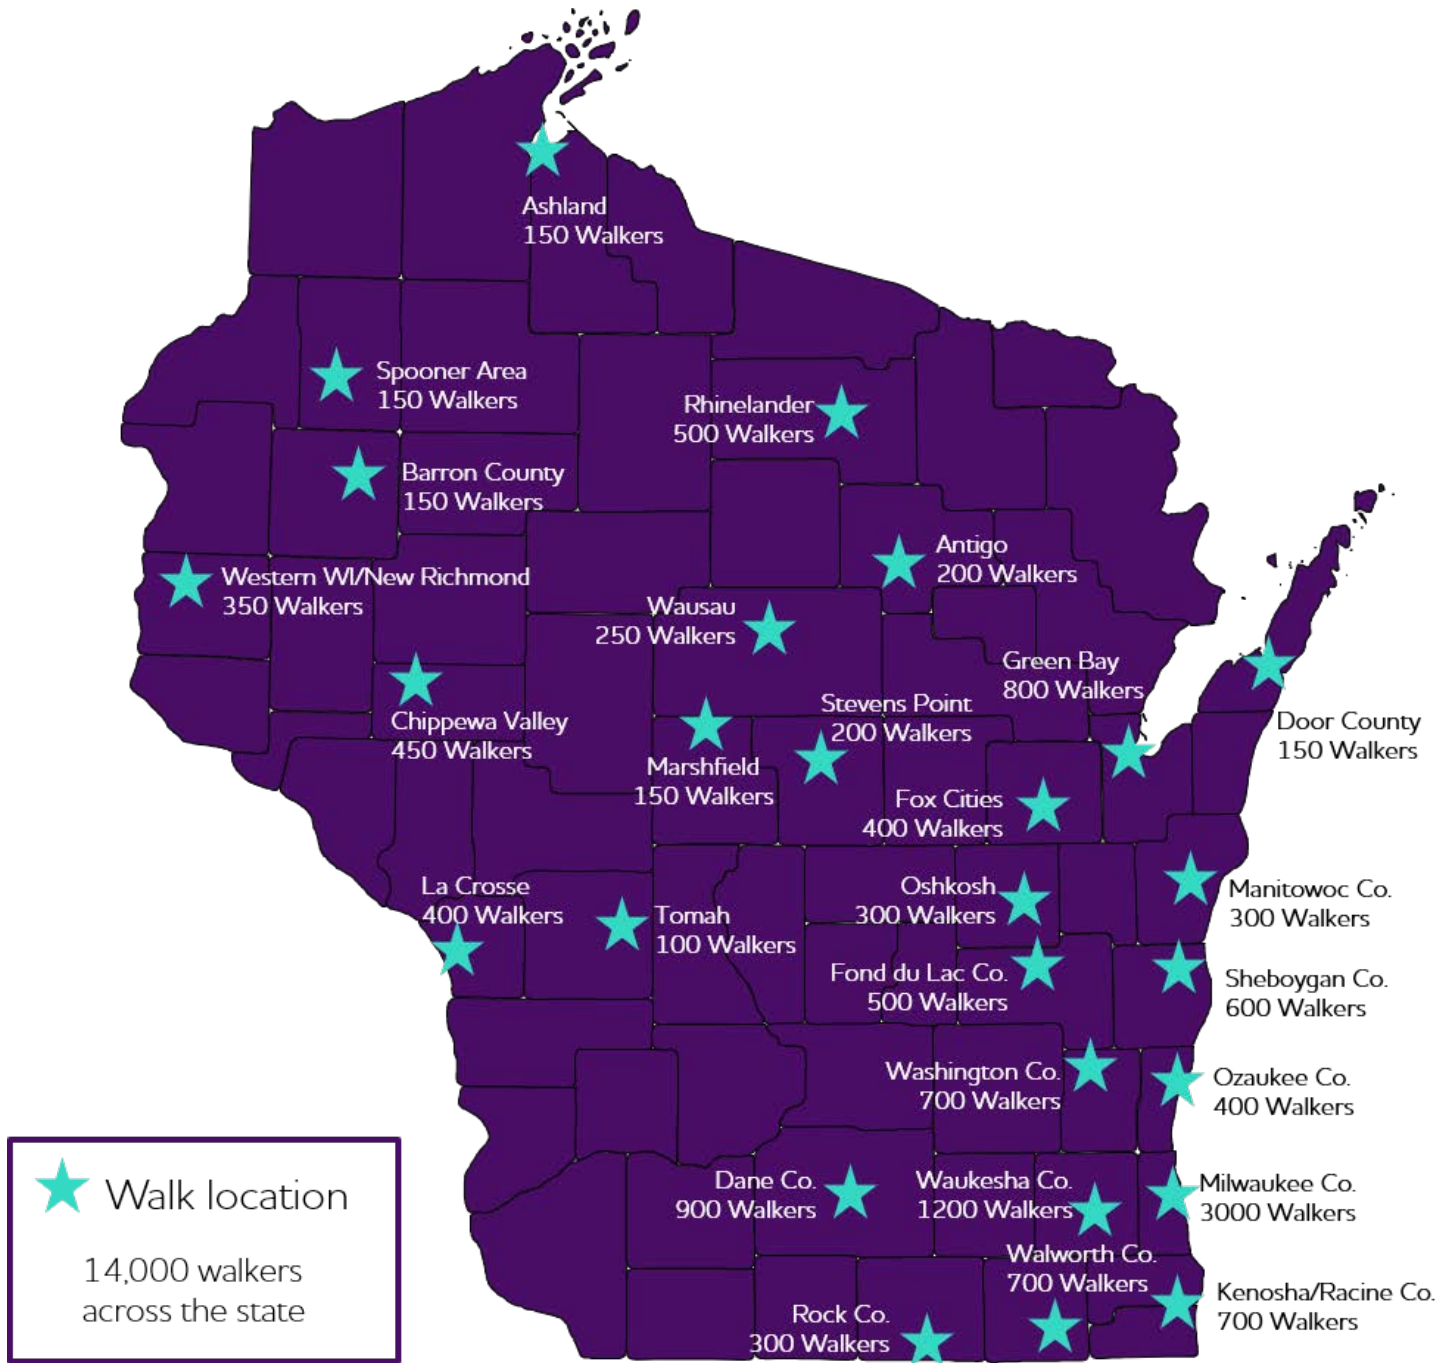 Ashland
150 Walkers
Spooner Area
150 Walkers
Rhinelander
500 Walkers
Barron County
150 Walkers
Antigo
200 Walkers
Western WI/New Richmond
350 Walkers
Wausau
250 Walkers
Green Bay
800 Walkers
Stevens Point
200 Walkers
Chippewa Valley
450 Walkers
Door County
150 Walkers
Marshfield
150 Walkers
Fox Cities
400 Walkers
La Crosse
400 Walkers
Tomah
100 Walkers
Oshkosh
300 Walkers
Manitowoc Co.
300 Walkers
Fond du Lac Co.
500 Walkers
Sheboygan Co.
600 Walkers
Washington Co.
700 Walkers
Ozaukee Co.
400 Walkers
Dane Co.
900 Walkers
Waukesha Co.
1200 Walkers
Milwaukee Co.
3000 Walkers
Walworth Co.
700 Walkers
Kenosha/Racine Co.
700 Walkers
Rock Co.
300 Walkers
Walk location
14,000 walkers
across the state